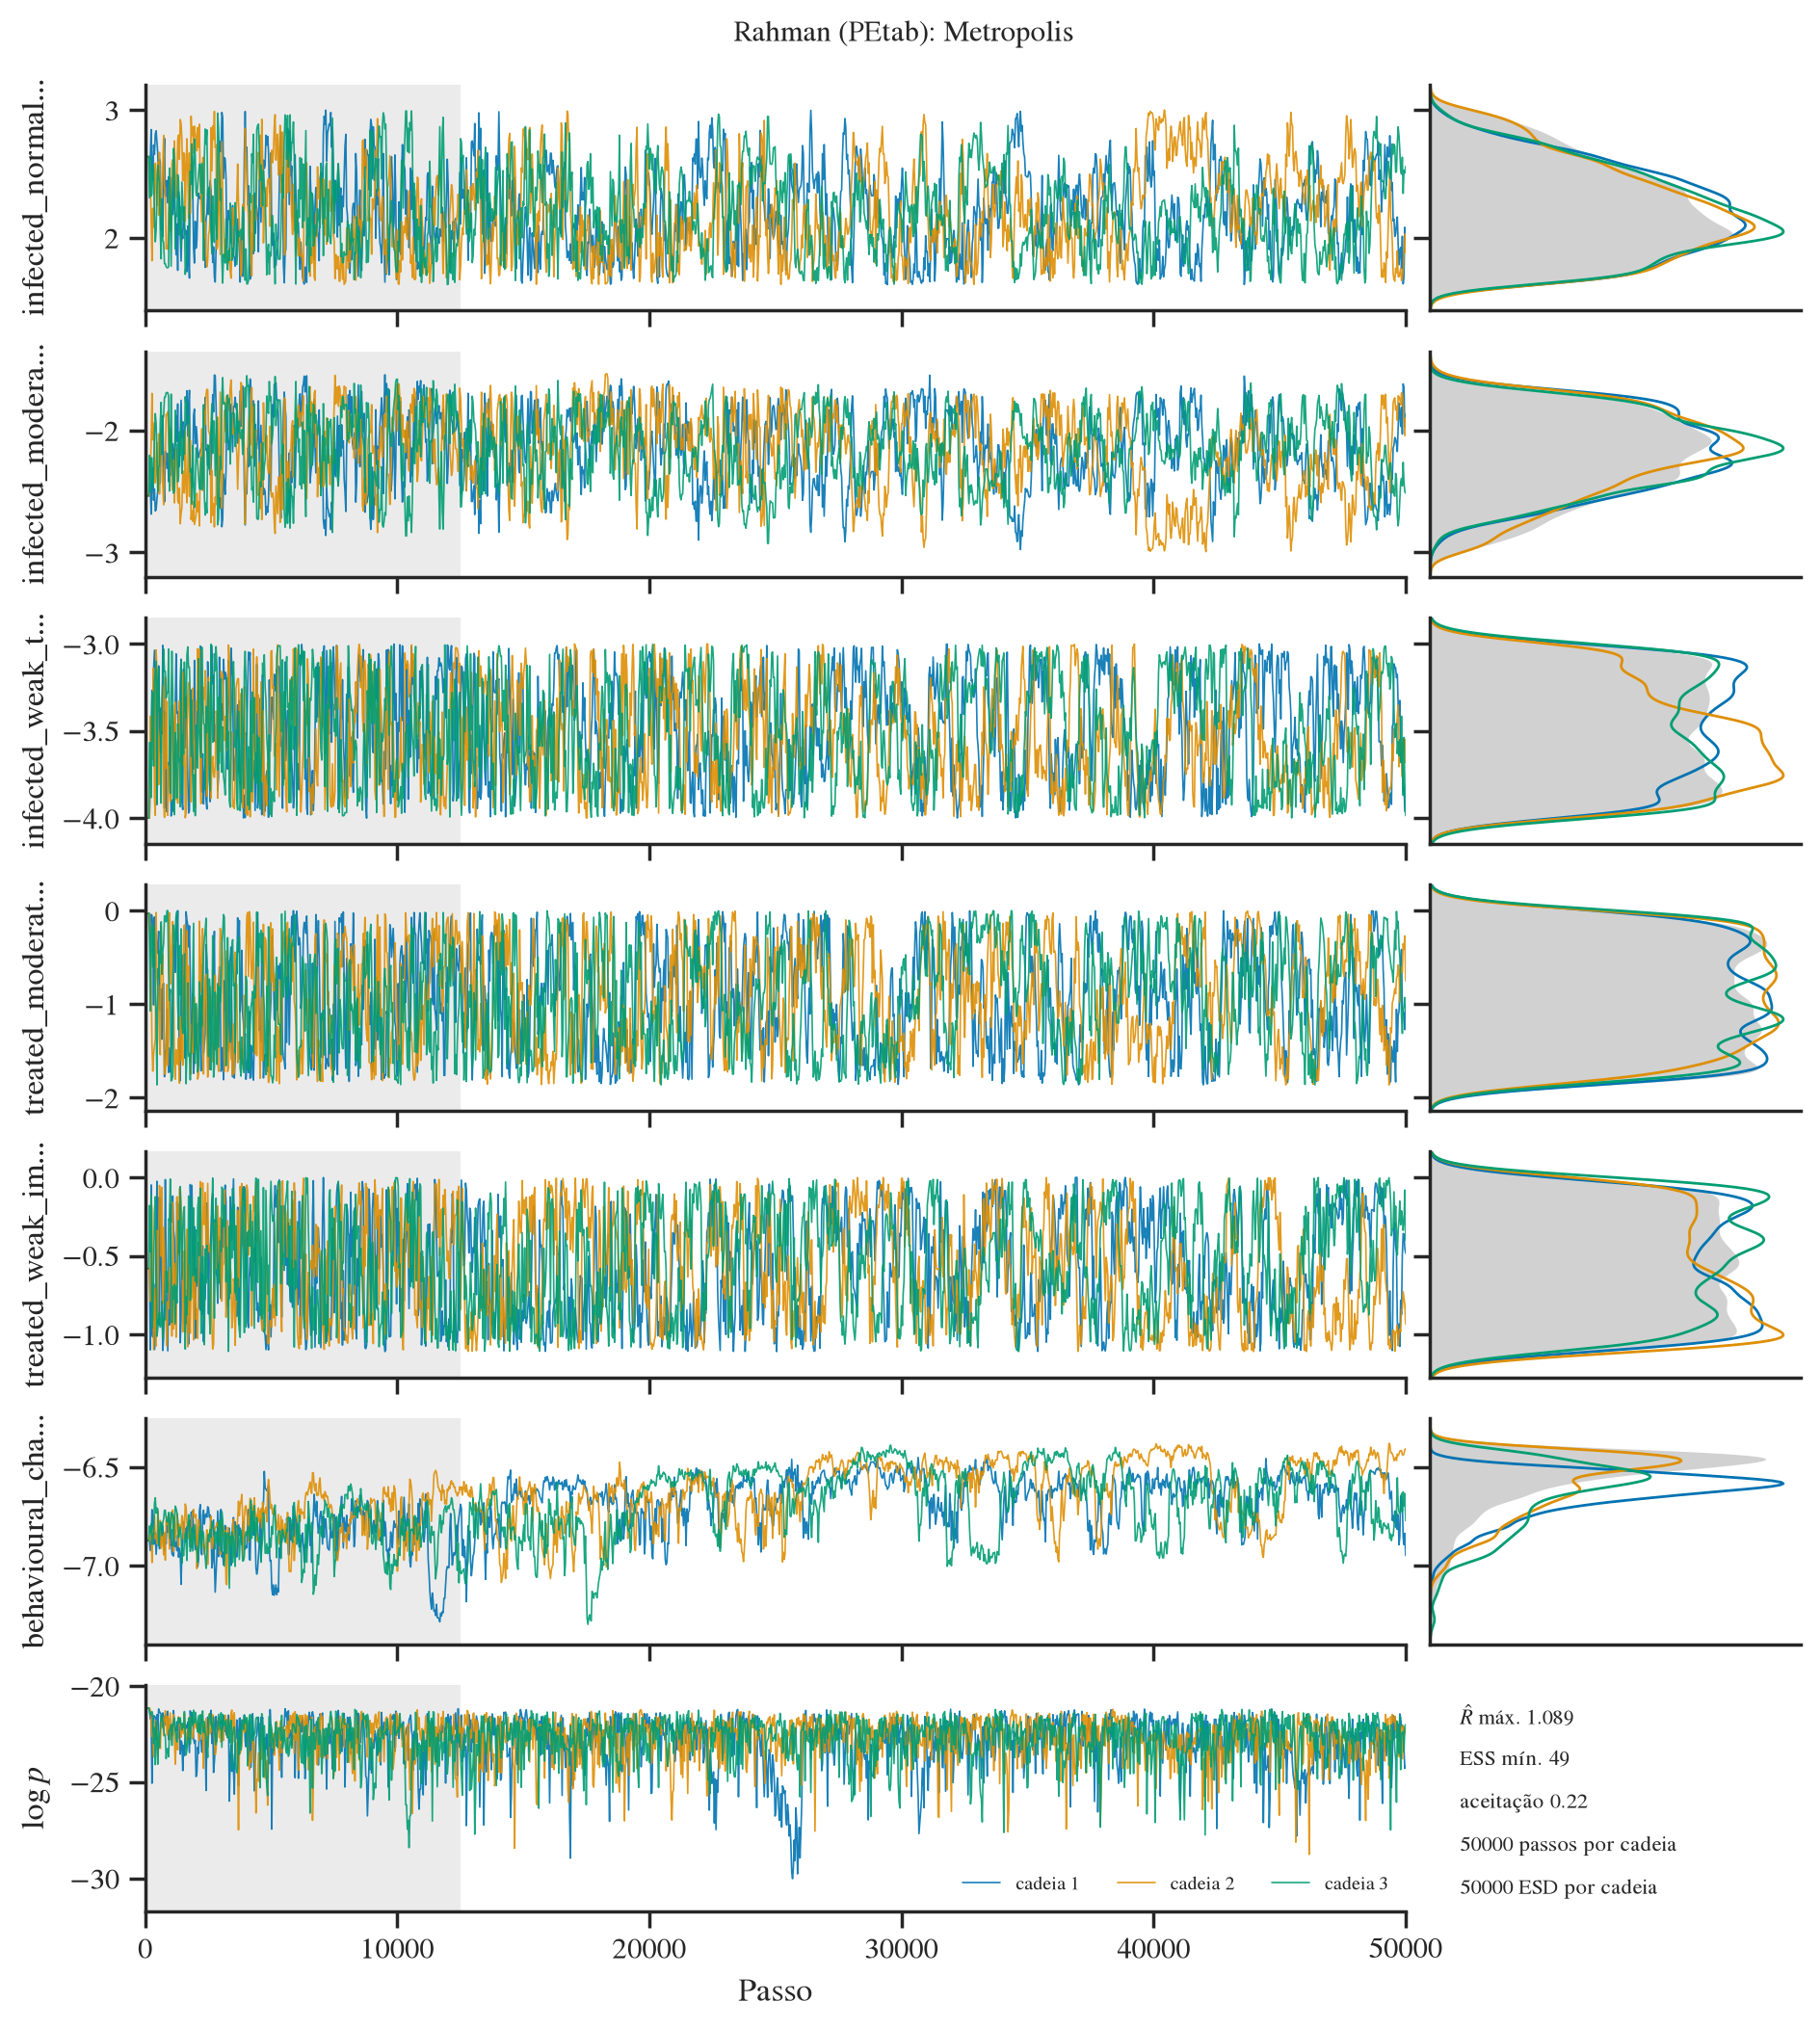 Rahman (PEtab): Metropolis
infected_normal...
3
2
infected_modera...
−2
−3
infected_weak_t...
−3.0
−3.5
−4.0
treated_moderat...
0
−1
−2
treated_weak_im...
0.0
−0.5
−1.0
behavioural_cha...
−6.5
−7.0
log p
−20
−25
−30
cadeia 1
cadeia 2
cadeia 3
R̂ máx. 1.089
ESS mín. 49
aceitação 0.22
50000 passos por cadeia
50000 ESD por cadeia
0 10000 20000 30000 40000 50000
Passo